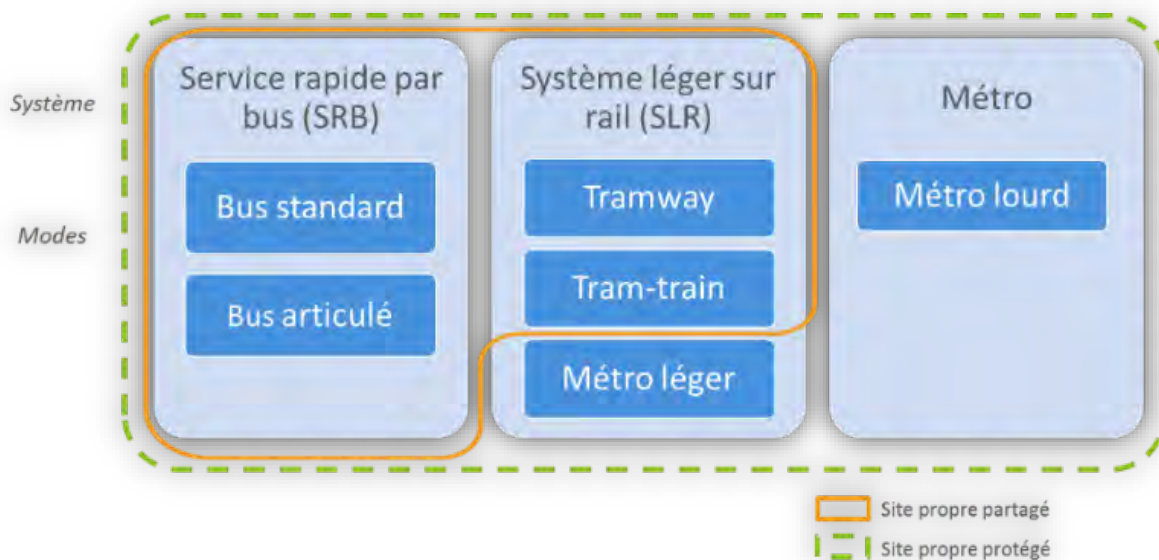 Système
Modes
Service rapide par
bus (SRB)
Bus standard
Bus articulé
Système léger sur
rail (SLR)
Tramway
Tram-train
Métro léger
Métro
Métro lourd
Site propre partagé
Site propre protégé